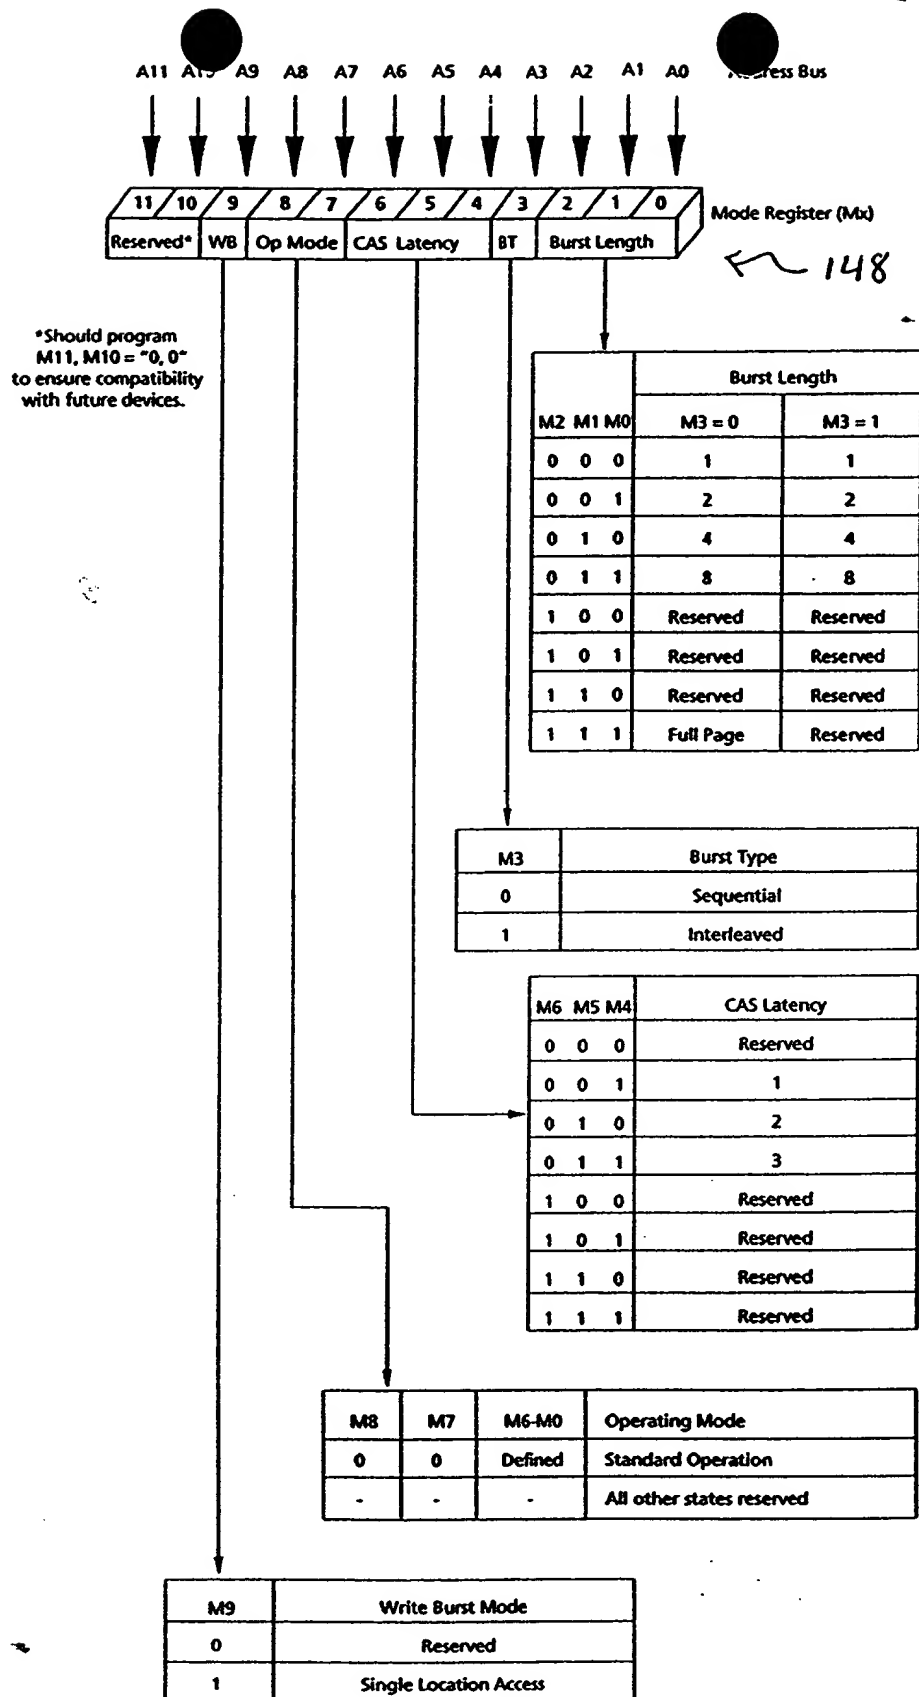 A11 A10 A9 A8 A7 A6 A5 A4 A3 A2 A1 A0 Address Bus
11 10 9 8 7 6 5 4 3 2 1 0
Mode Register (Mx)
Reserved* WB Op Mode CAS Latency BT Burst Length
148
*Should program
M11, M10 = "0, 0"
to ensure compatibility
with future devices.
Burst Length
M2 M1 M0 M3 = 0 M3 = 1
0 0 0 1 1
0 0 1 2 2
0 1 0 4 4
0 1 1 8 8
1 0 0 Reserved Reserved
1 0 1 Reserved Reserved
1 1 0 Reserved Reserved
1 1 1 Full Page Reserved
M3 Burst Type
0 Sequential
1 Interleaved
M6 M5 M4 CAS Latency
0 0 0 Reserved
0 0 1 1
0 1 0 2
0 1 1 3
1 0 0 Reserved
1 0 1 Reserved
1 1 0 Reserved
1 1 1 Reserved
M8 M7 M6-M0 Operating Mode
0 0 Defined Standard Operation
- - - All other states reserved
M9 Write Burst Mode
0 Reserved
1 Single Location Access